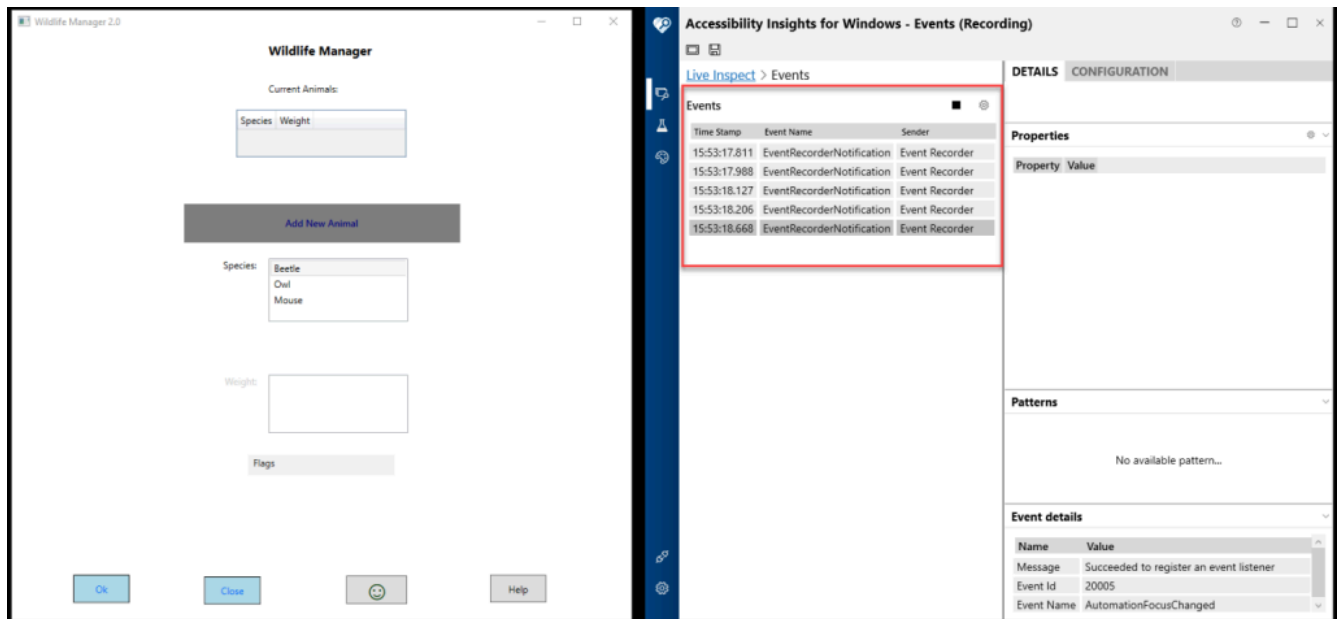 Wildlife Manager 2.0
Wildlife Manager
Current Animals:
Species Weight
Add New Animal
Species:
Beetle
Owl
Mouse
Weight:
Flags
Ok
Close
Help
Accessibility Insights for Windows - Events (Recording)
Live Inspect > Events
Events
Time Stamp Event Name Sender
15:53:17.811 EventRecorderNotification Event Recorder
15:53:17.988 EventRecorderNotification Event Recorder
15:53:18.127 EventRecorderNotification Event Recorder
15:53:18.206 EventRecorderNotification Event Recorder
15:53:18.668 EventRecorderNotification Event Recorder
DETAILS CONFIGURATION
Properties
Property Value
Patterns
No available pattern...
Event details
Name Value
Message Succeeded to register an event listener
Event Id 20005
Event Name AutomationFocusChanged